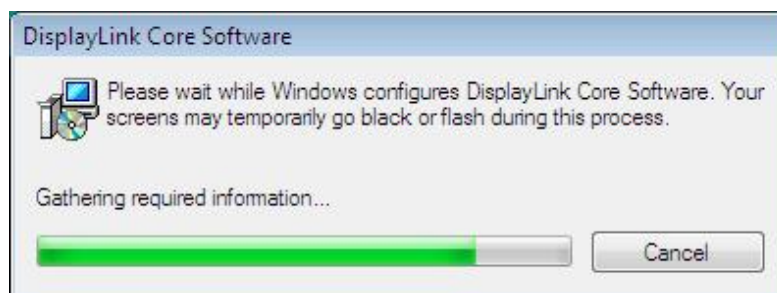 DisplayLink Core Software
Please wait while Windows configures DisplayLink Core Software. Your
screens may temporarily go black or flash during this process.
Gathering required information...
Cancel